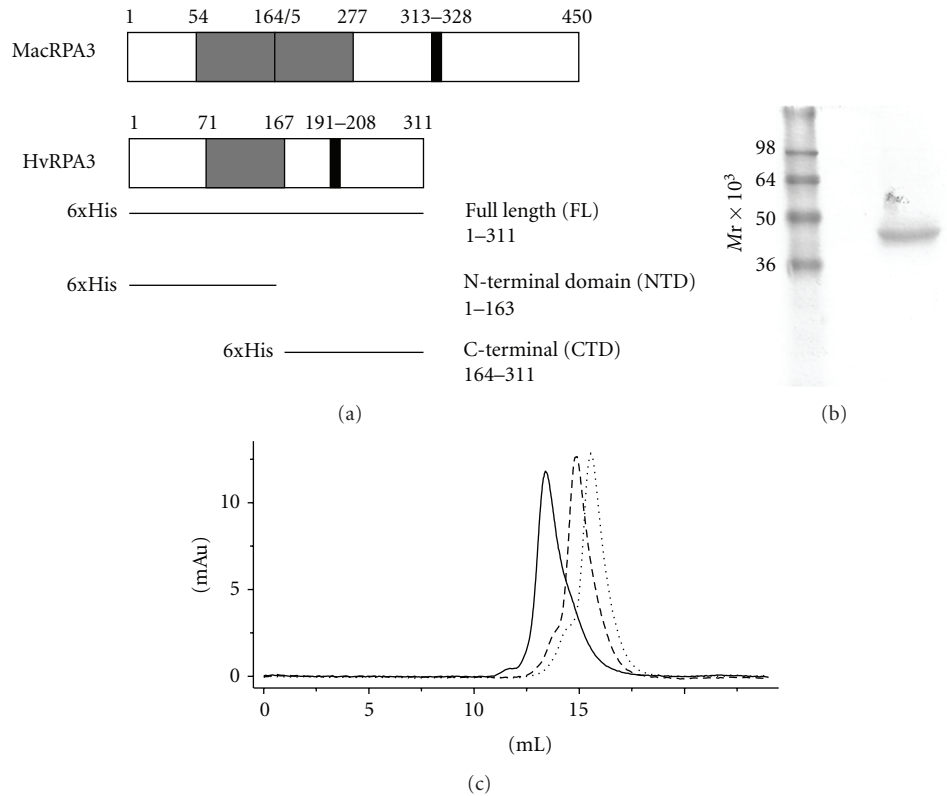 1 54 164/5 277 313–328 450
MacRPA3
1 71 167 191–208 311
HvRPA3
6xHis Full length (FL)
1–311
6xHis N-terminal domain (NTD)
1–163
6xHis C-terminal (CTD)
164–311
(a)
98
64
50
36
Mr × 10³
(b)
10
5
0
(mAu)
0 5 10 15
(mL)
(c)